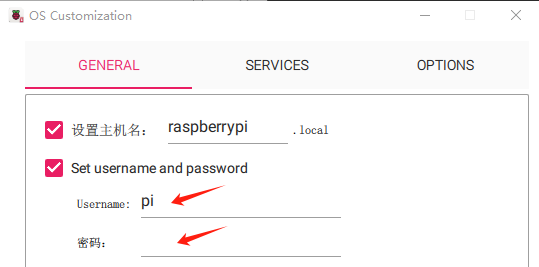 OS Customization
GENERAL SERVICES OPTIONS
设置主机名： raspberrypi .local
Set username and password
Username: pi
密码：